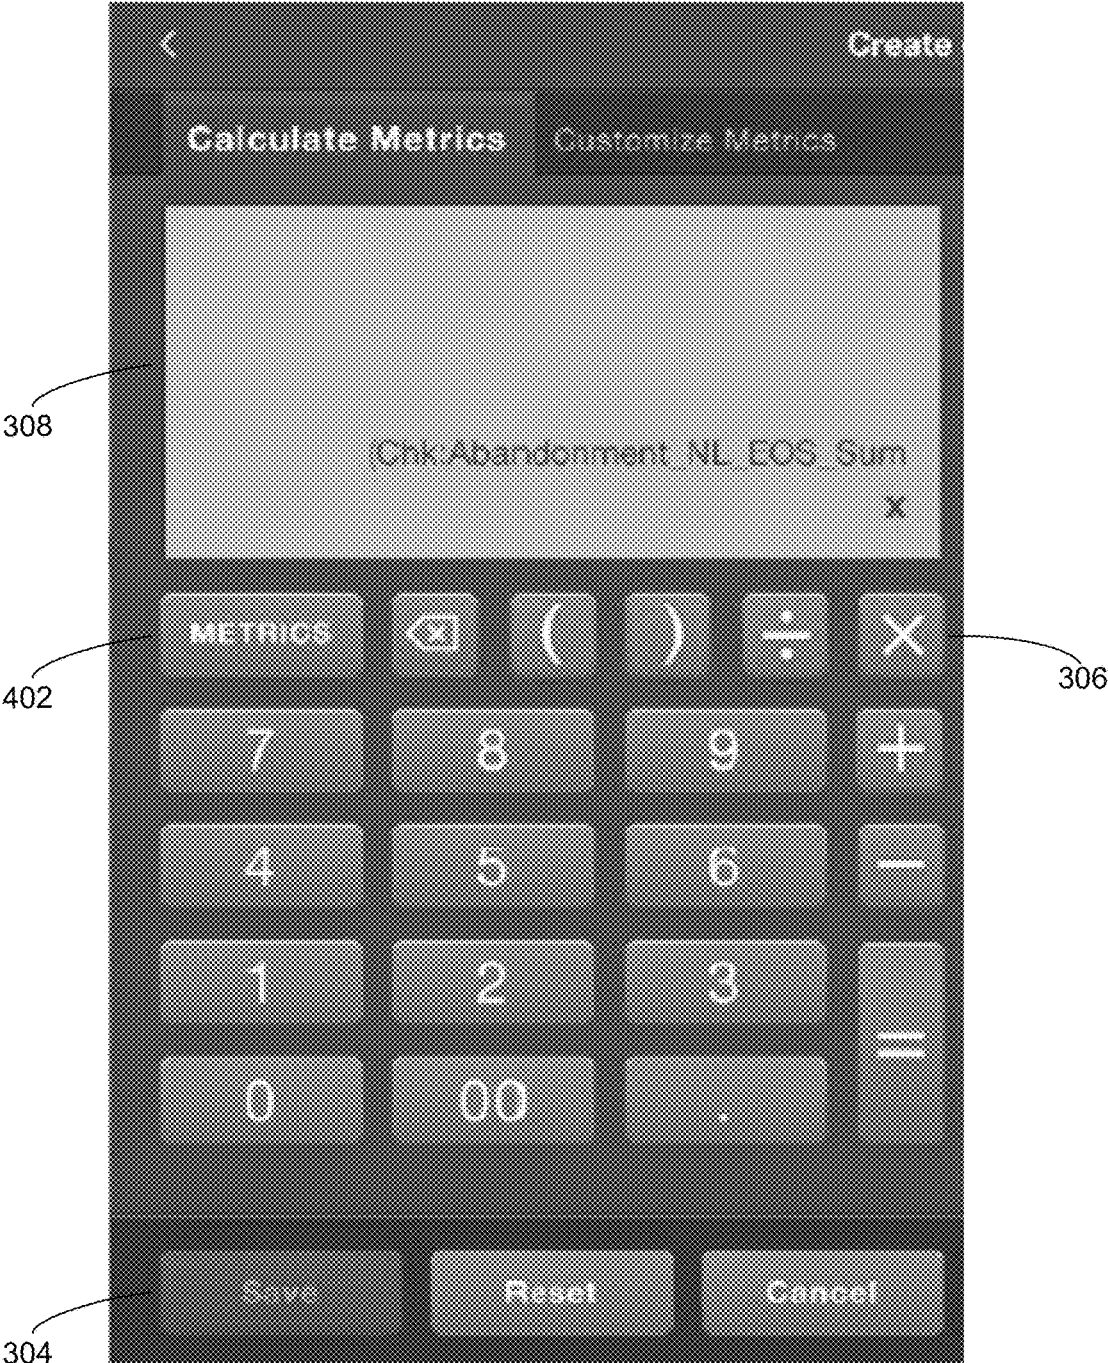 < Create
Calculate Metrics Customize Metrics
308
(Chk:Abandonment_NL_EOS_Sum
x
METRICS ( ) ÷ ×
402
306
7 8 9 +
4 5 6 −
1 2 3
=
0 00 .
Save Reset Cancel
304